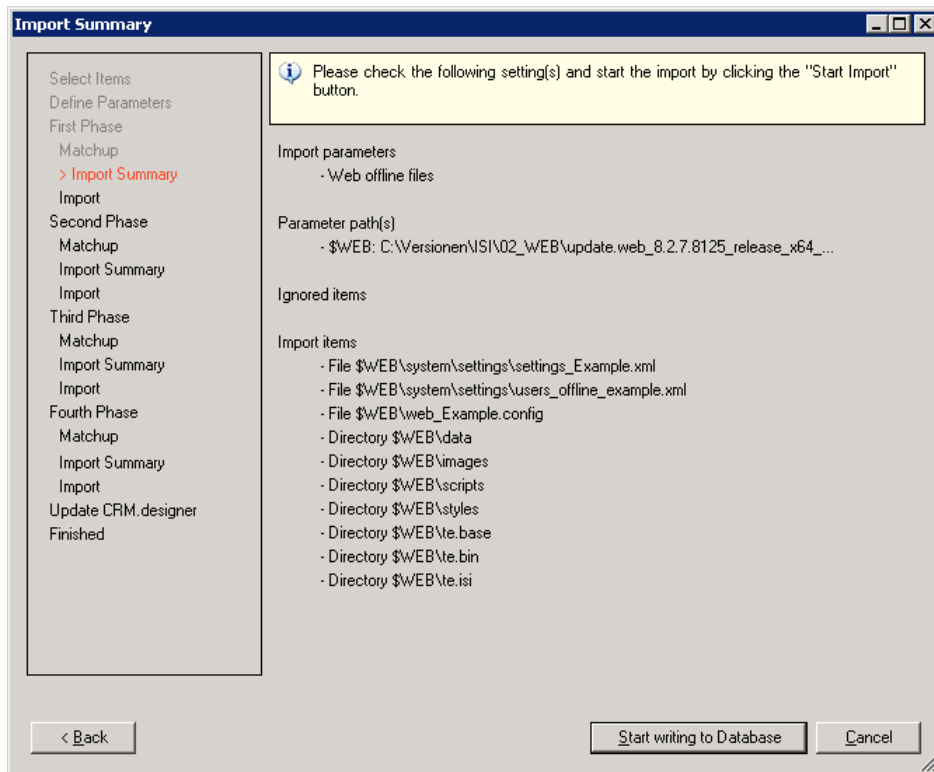 Import Summary
Select Items
Define Parameters
First Phase
Matchup
> Import Summary
Import
Second Phase
Matchup
Import Summary
Import
Third Phase
Matchup
Import Summary
Import
Fourth Phase
Matchup
Import Summary
Import
Update CRM.designer
Finished
Please check the following setting(s) and start the import by clicking the "Start Import"
button.
Import parameters
- Web offline files
Parameter path(s)
- $WEB: C:\Versionen\ISI\02_WEB\update.web_8.2.7.8125_release_x64_...
Ignored items
Import items
- File $WEB\system\settings\settings_Example.xml
- File $WEB\system\settings\users_offline_example.xml
- File $WEB\web_Example.config
- Directory $WEB\data
- Directory $WEB\images
- Directory $WEB\scripts
- Directory $WEB\styles
- Directory $WEB\te.base
- Directory $WEB\te.bin
- Directory $WEB\te.isi
< Back
Start writing to Database
Cancel